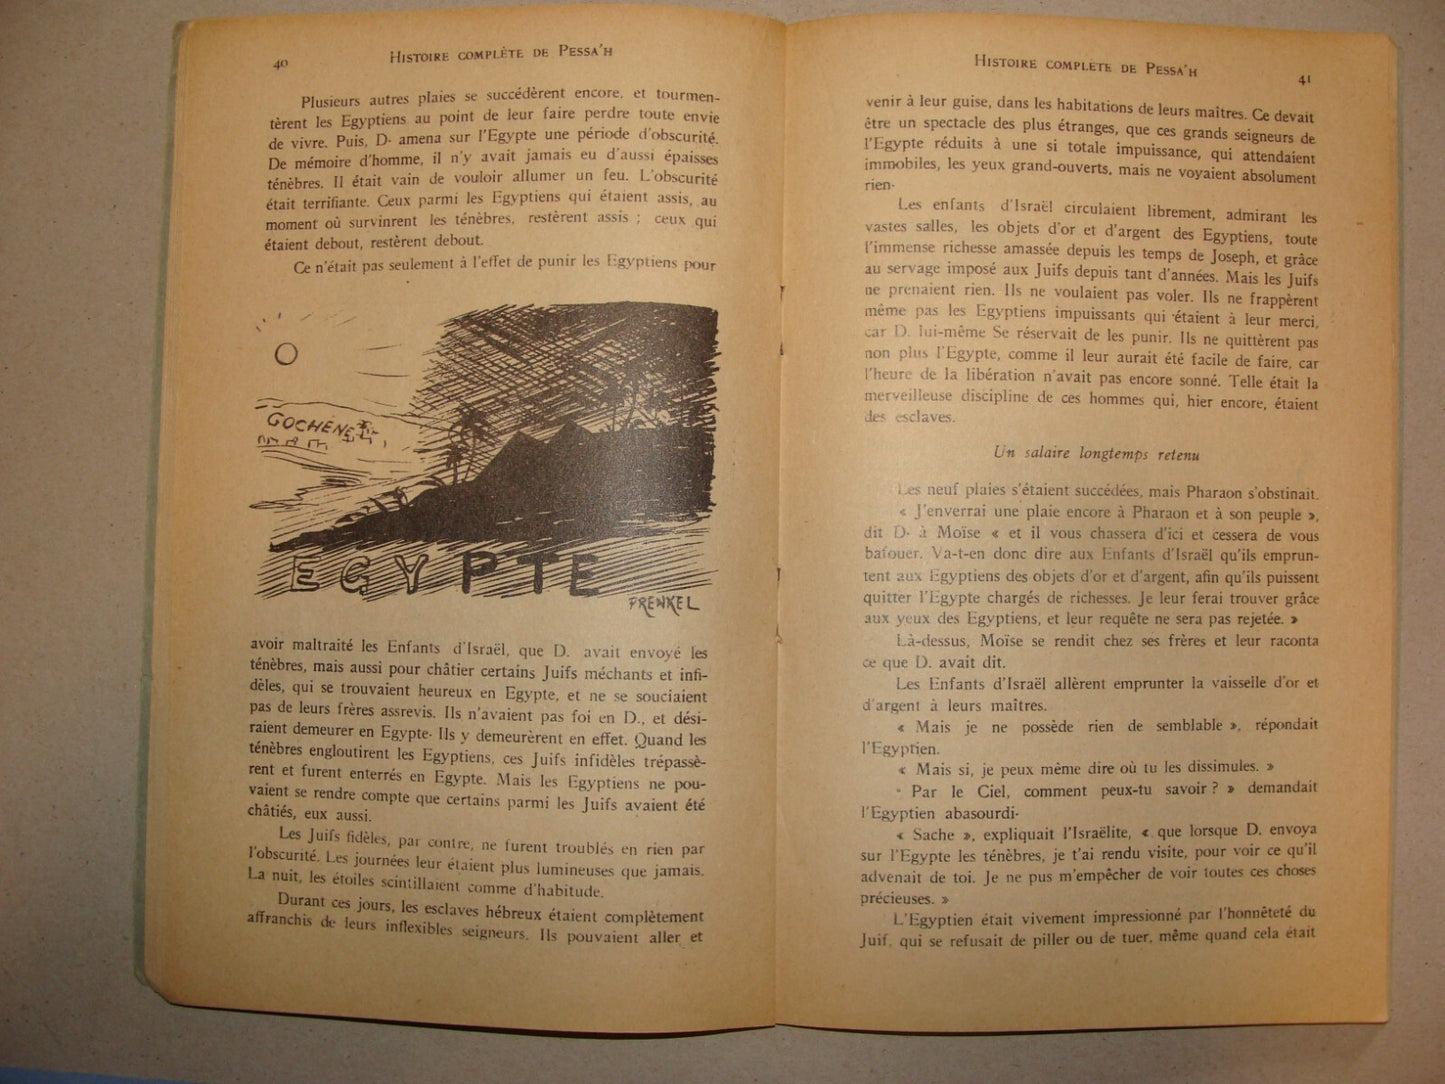 40
HISTOIRE COMPLÈTE DE PESSA'H
Plusieurs autres plaies se succédèrent encore, et tourmen-
tèrent les Egyptiens au point de leur faire perdre toute envie
de vivre. Puis, D· amena sur l'Egypte une période d'obscurité.
De mémoire d'homme, il n'y avait jamais eu d'aussi épaisses
ténèbres. Il était vain de vouloir allumer un feu. L'obscurité
était terrifiante. Ceux parmi les Egyptiens qui étaient assis, au
moment où survinrent les ténèbres, restèrent assis ; ceux qui
étaient debout, restèrent debout.
Ce n'était pas seulement à l'effet de punir les Egyptiens pour
GOCHÈNE
EGYPTE
FRENKEL
avoir maltraité les Enfants d'Israël, que D. avait envoyé les
ténèbres, mais aussi pour châtier certains Juifs méchants et infi-
dèles, qui se trouvaient heureux en Egypte, et ne se souciaient
pas de leurs frères assrevis. Ils n'avaient pas foi en D., et dési-
raient demeurer en Egypte· Ils y demeurèrent en effet. Quand les
ténèbres engloutirent les Egyptiens, ces Juifs infidèles trépassè-
rent et furent enterrés en Egypte. Mais les Egyptiens ne pou-
vaient se rendre compte que certains parmi les Juifs avaient été
châtiés, eux aussi.
Les Juifs fidèles, par contre, ne furent troublés en rien par
l'obscurité. Les journées leur étaient plus lumineuses que jamais.
La nuit, les étoiles scintillaient comme d'habitude.
Durant ces jours, les esclaves hébreux étaient complètement
affranchis de leurs inflexibles seigneurs. Ils pouvaient aller et
HISTOIRE COMPLÈTE DE PESSA'H
41
venir à leur guise, dans les habitations de leurs maîtres. Ce devait
être un spectacle des plus étranges, que ces grands seigneurs de
l'Egypte réduits à une si totale impuissance, qui attendaient
immobiles, les yeux grand-ouverts, mais ne voyaient absolument
rien·
Les enfants d'Israël circulaient librement, admirant les
vastes salles, les objets d'or et d'argent des Egyptiens, toute
l'immense richesse amassée depuis les temps de Joseph, et grâce
au servage imposé aux Juifs depuis tant d'années. Mais les Juifs
ne prenaient rien. Ils ne voulaient pas voler. Ils ne frappèrent
même pas les Egyptiens impuissants qui étaient à leur merci,
car D. lui-même Se réservait de les punir. Ils ne quittèrent pas
non plus l'Egypte, comme il leur aurait été facile de faire, car
l'heure de la libération n'avait pas encore sonné. Telle était la
merveilleuse discipline de ces hommes qui, hier encore, étaient
des esclaves.
Un salaire longtemps retenu
Les neuf plaies s'étaient succédées, mais Pharaon s'obstinait.
« J'enverrai une plaie encore à Pharaon et à son peuple »,
dit D· à Moïse « et il vous chassera d'ici et cessera de vous
bafouer. Va-t-en donc dire aux Enfants d'Israël qu'ils emprun-
tent aux Egyptiens des objets d'or et d'argent, afin qu'ils puissent
quitter l'Egypte chargés de richesses. Je leur ferai trouver grâce
aux yeux des Egyptiens, et leur requête ne sera pas rejetée. »
Là-dessus, Moïse se rendit chez ses frères et leur raconta
ce que D. avait dit.
Les Enfants d'Israël allèrent emprunter la vaisselle d'or et
d'argent à leurs maîtres.
« Mais je ne possède rien de semblable », répondait
l'Egyptien.
« Mais si, je peux même dire où tu les dissimules. »
« Par le Ciel, comment peux-tu savoir ? » demandait
l'Egyptien abasourdi·
« Sache », expliquait l'Israëlite, « que lorsque D. envoya
sur l'Egypte les ténèbres, je t'ai rendu visite, pour voir ce qu'il
advenait de toi. Je ne pus m'empêcher de voir toutes ces choses
précieuses. »
L'Egyptien était vivement impressionné par l'honnêteté du
Juif, qui se refusait de piller ou de tuer, même quand cela était